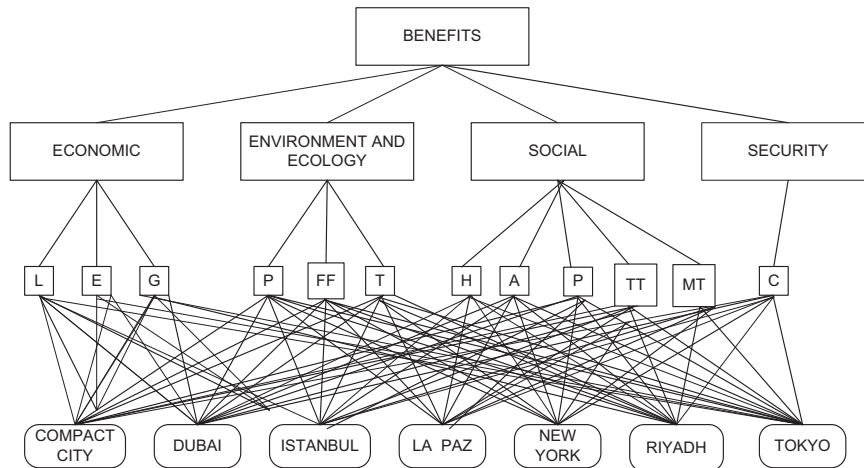 BENEFITS
ECONOMIC
ENVIRONMENT AND
ECOLOGY
SOCIAL
SECURITY
L
E
G
P
FF
T
H
A
P
TT
MT
C
COMPACT
CITY
DUBAI
ISTANBUL
LA PAZ
NEW
YORK
RIYADH
TOKYO